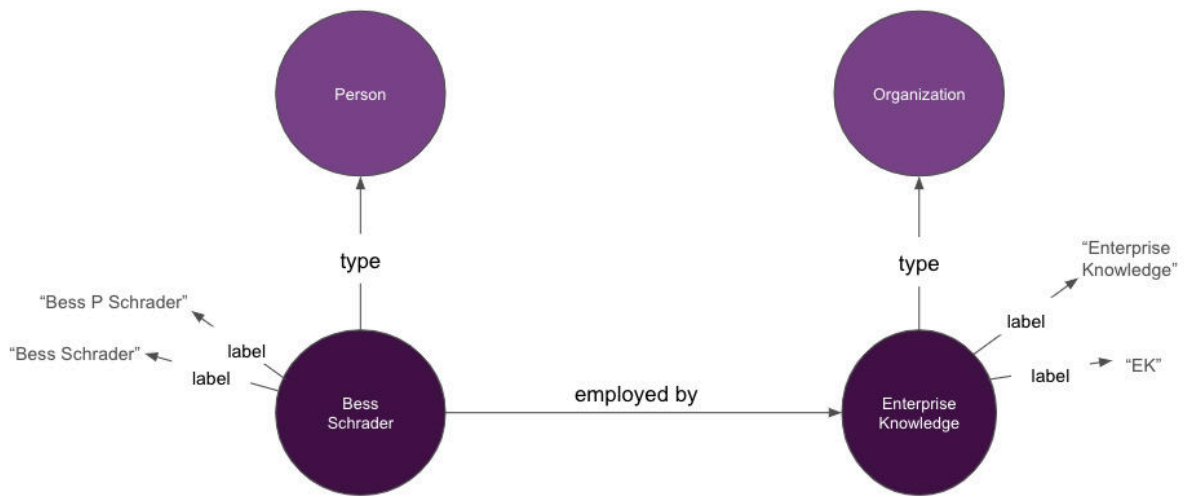 Person
Organization
type
type
“Enterprise
Knowledge”
“Bess P Schrader”
label
label
“Bess Schrader”
label
label
“EK”
Bess
Schrader
employed by
Enterprise
Knowledge